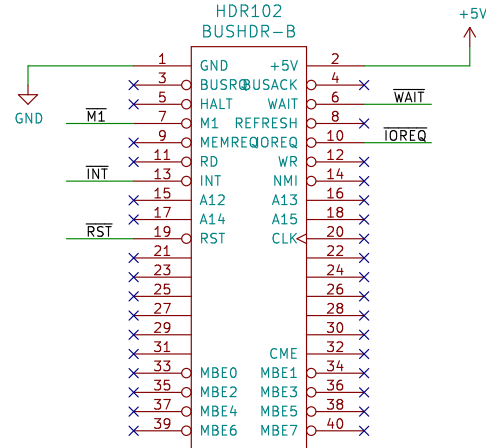 HDR102
BUSHDR-B
+5V
1 GND +5V 2
3 BUSRQ BUSACK 4
5 HALT WAIT 6 WAIT
GND
M1 7 M1 REFRESH 8
9 MEMREQ IOREQ 10 IOREQ
11 RD WR 12
INT 13 INT NMI 14
15 A12 A13 16
17 A14 A15 18
RST 19 RST CLK 20
21 22
23 24
25 26
27 28
29 30
31 CME 32
33 MBE0 MBE1 34
35 MBE2 MBE3 36
37 MBE4 MBE5 38
39 MBE6 MBE7 40